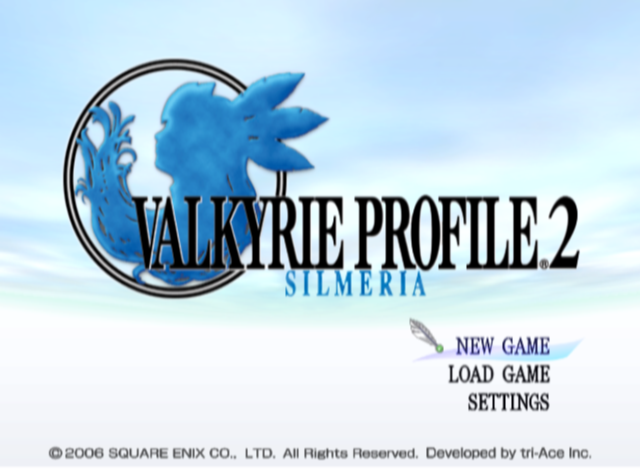 VALKYRIE PROFILE®2
SILMERIA
NEW GAME
LOAD GAME
SETTINGS
©2006 SQUARE ENIX CO., LTD. All Rights Reserved. Developed by tri-Ace Inc.